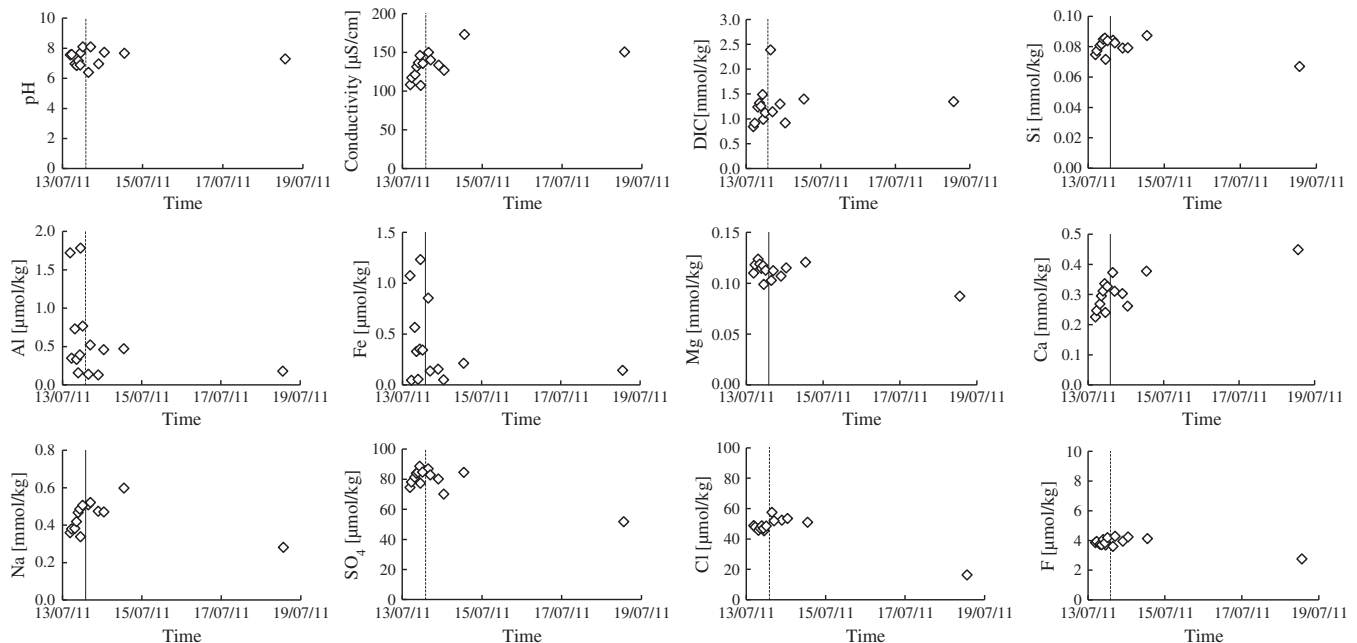 pH
10
8
6
4
2
0
13/07/11 15/07/11 17/07/11 19/07/11
Time
Conductivity [µS/cm]
200
150
100
50
0
13/07/11 15/07/11 17/07/11 19/07/11
Time
DIC[mmol/kg]
3.0
2.5
2.0
1.5
1.0
0.5
0.0
13/07/11 15/07/11 17/07/11 19/07/11
Time
Si [mmol/kg]
0.10
0.08
0.06
0.04
0.02
0.00
13/07/11 15/07/11 17/07/11 19/07/11
Time
Al [µmol/kg]
2.0
1.5
1.0
0.5
0.0
13/07/11 15/07/11 17/07/11 19/07/11
Time
Fe [µmol/kg]
1.5
1.0
0.5
0.0
13/07/11 15/07/11 17/07/11 19/07/11
Time
Mg [mmol/kg]
0.15
0.10
0.05
0.00
13/07/11 15/07/11 17/07/11 19/07/11
Time
Ca [mmol/kg]
0.5
0.4
0.3
0.2
0.1
0.0
13/07/11 15/07/11 17/07/11 19/07/11
Time
Na [mmol/kg]
0.8
0.6
0.4
0.2
0.0
13/07/11 15/07/11 17/07/11 19/07/11
Time
SO4 [µmol/kg]
100
80
60
40
20
0
13/07/11 15/07/11 17/07/11 19/07/11
Time
Cl [µmol/kg]
100
80
60
40
20
0
13/07/11 15/07/11 17/07/11 19/07/11
Time
F [µmol/kg]
10
8
6
4
2
0
13/07/11 15/07/11 17/07/11 19/07/11
Time